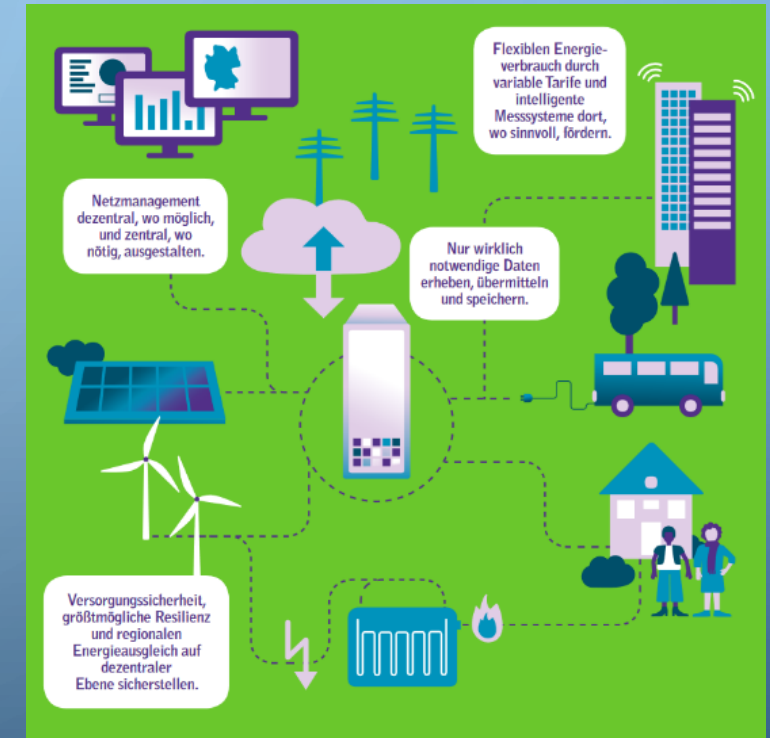 Flexiblen Energie-
verbrauch durch
variable Tarife und
intelligente
Messsysteme dort,
wo sinnvoll, fördern.
Netzmanagement
dezentral, wo möglich,
und zentral, wo
nötig, ausgestalten.
Nur wirklich
notwendige Daten
erheben, übermitteln
und speichern.
Versorgungssicherheit,
größtmögliche Resilienz
und regionalen
Energieausgleich auf
dezentraler
Ebene sicherstellen.